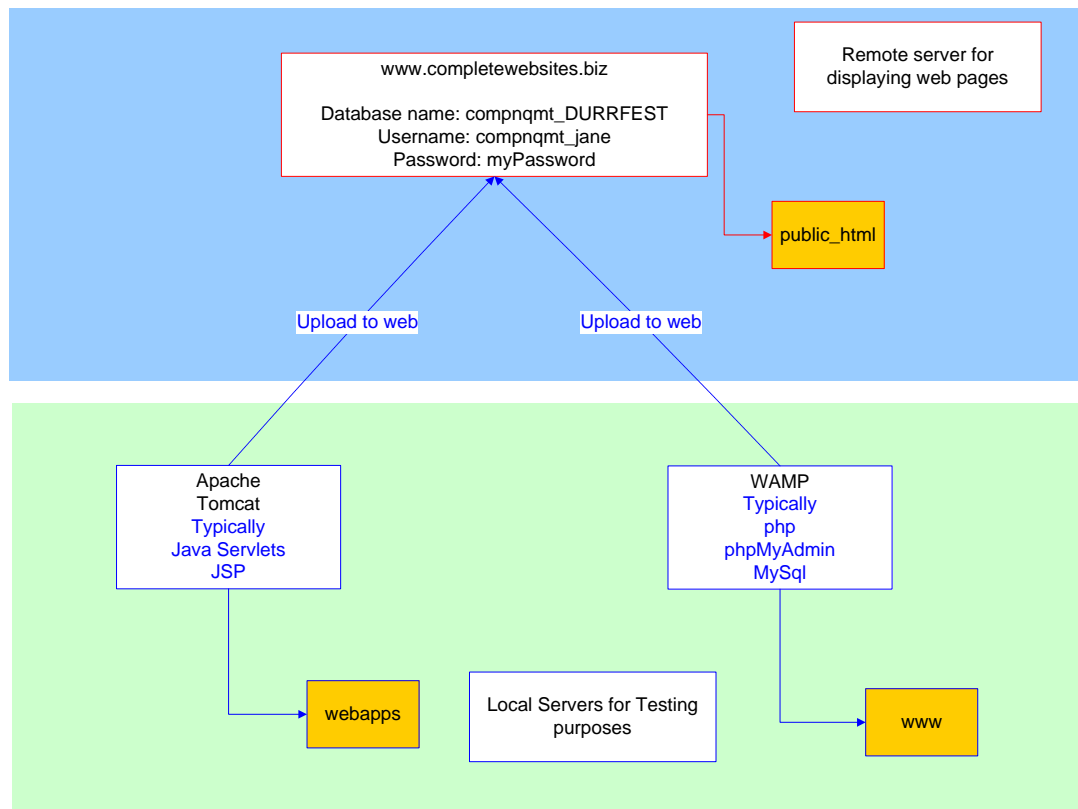 www.completewebsites.biz
Database name: compnqmt_DURRFEST
Username: compnqmt_jane
Password: myPassword
Remote server for
displaying web pages
public_html
Upload to web
Upload to web
Apache
Tomcat
Typically
Java Servlets
JSP
WAMP
Typically
php
phpMyAdmin
MySql
webapps
Local Servers for Testing
purposes
www